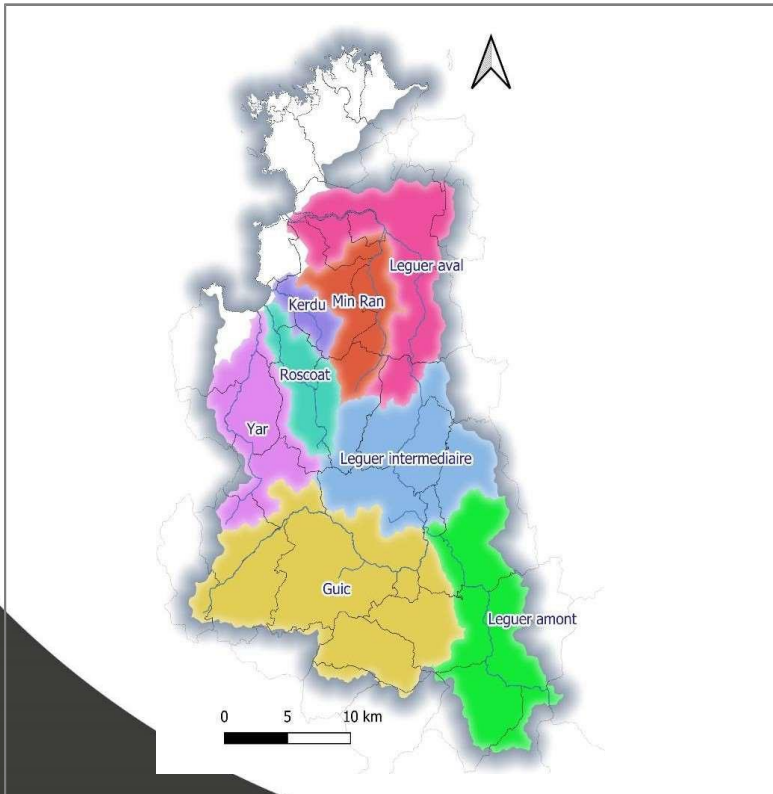 Leguer aval
Kerdu
Min Ran
Roscoat
Yar
Leguer intermediaire
Guic
Leguer amont
0 5 10 km